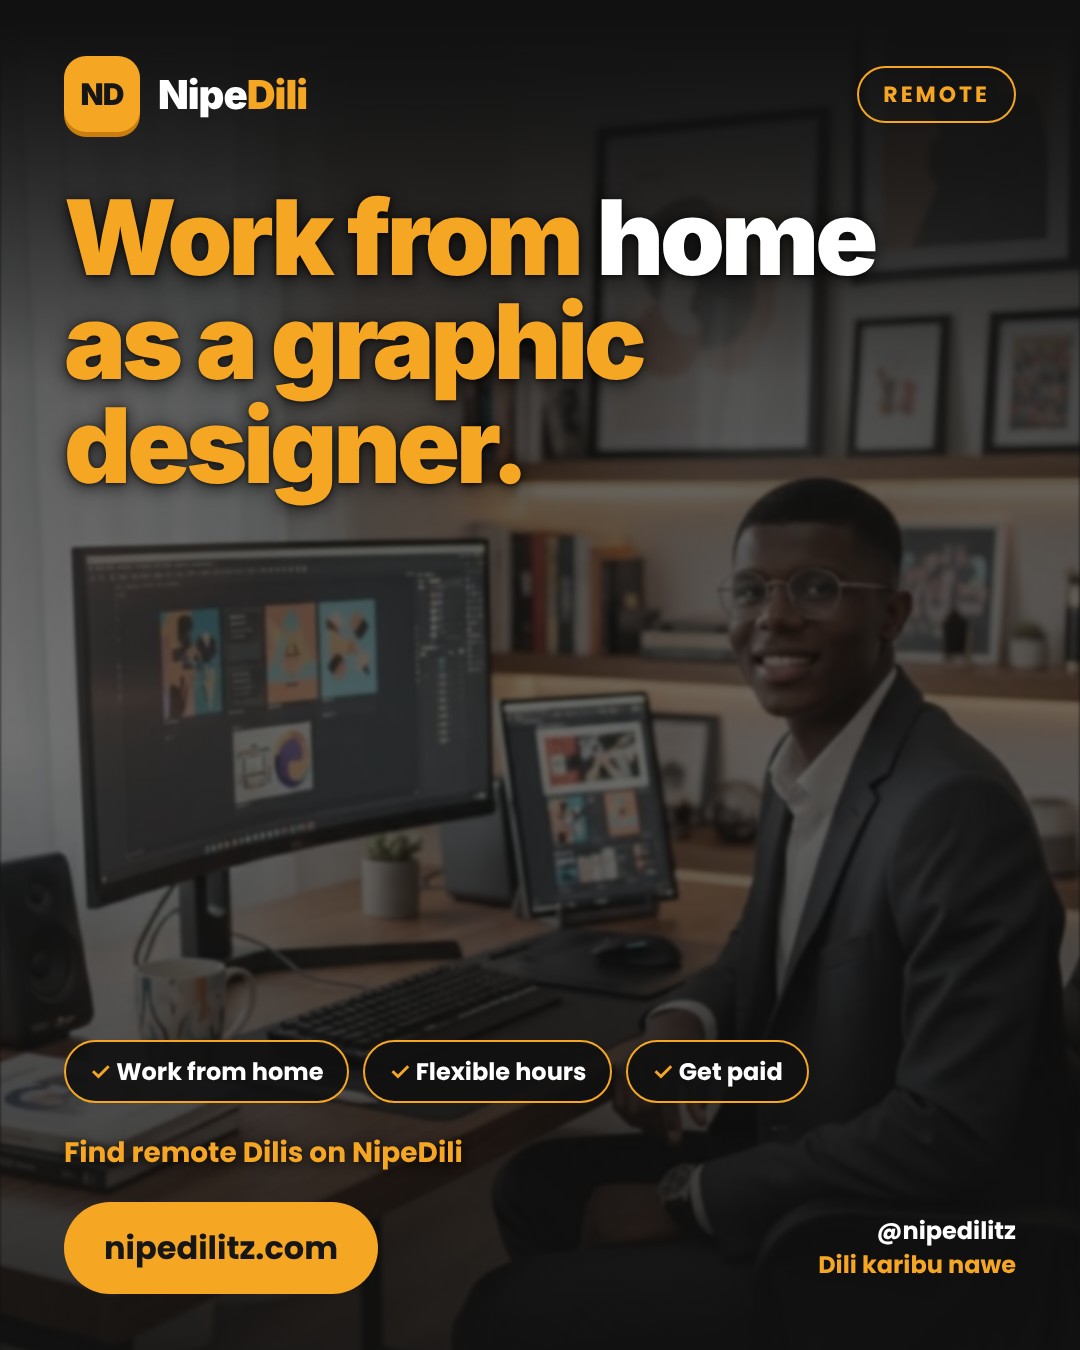 ND
NipeDili
REMOTE
Work from home
as a graphic
designer.
✓ Work from home
✓ Flexible hours
✓ Get paid
Find remote Dilis on NipeDili
nipedilitz.com
@nipedilitz
Dili karibu nawe